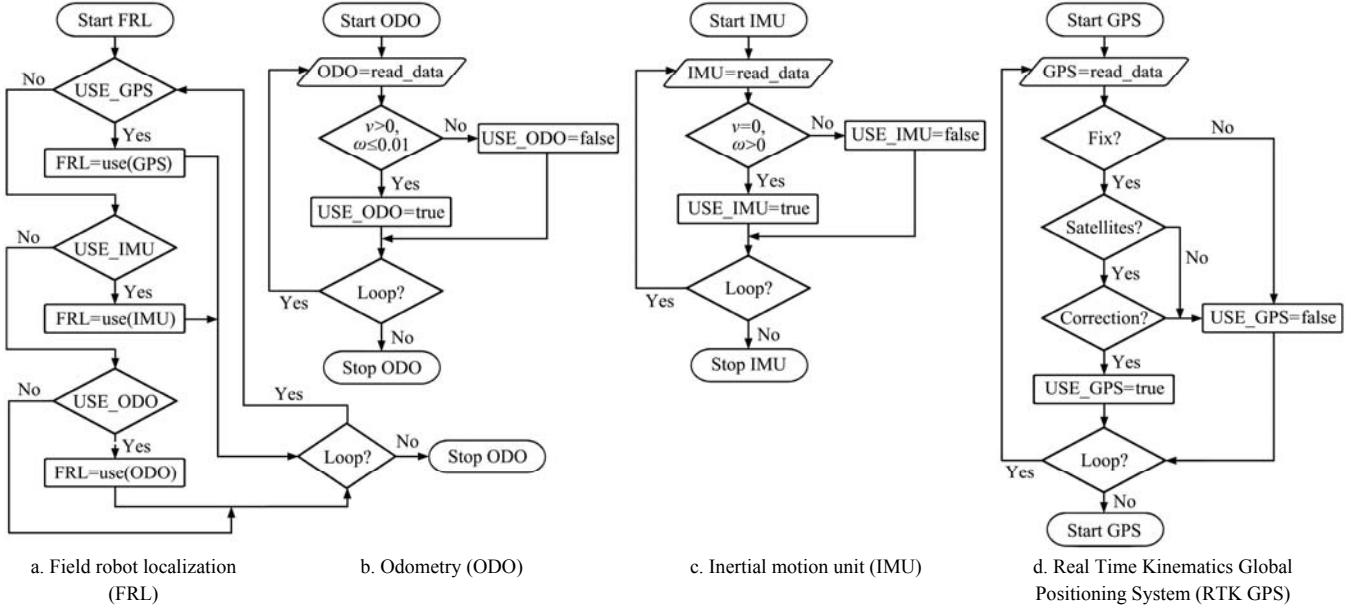 Start FRL
No
USE_GPS
Yes
FRL=use(GPS)
No
USE_IMU
Yes
FRL=use(IMU)
No
USE_ODO
Yes
FRL=use(ODO)
Yes
Loop?
No
Stop ODO
a. Field robot localization
(FRL)
Start ODO
ODO=read_data
v>0,
ω≤0.01
No
USE_ODO=false
Yes
USE_ODO=true
Loop?
Yes
No
Stop ODO
b. Odometry (ODO)
Start IMU
IMU=read_data
v=0,
ω>0
No
USE_IMU=false
Yes
USE_IMU=true
Loop?
Yes
No
Stop IMU
c. Inertial motion unit (IMU)
Start GPS
GPS=read_data
Fix?
No
Yes
Satellites?
No
Yes
Correction?
USE_GPS=false
Yes
USE_GPS=true
Loop?
Yes
No
Start GPS
d. Real Time Kinematics Global
Positioning System (RTK GPS)